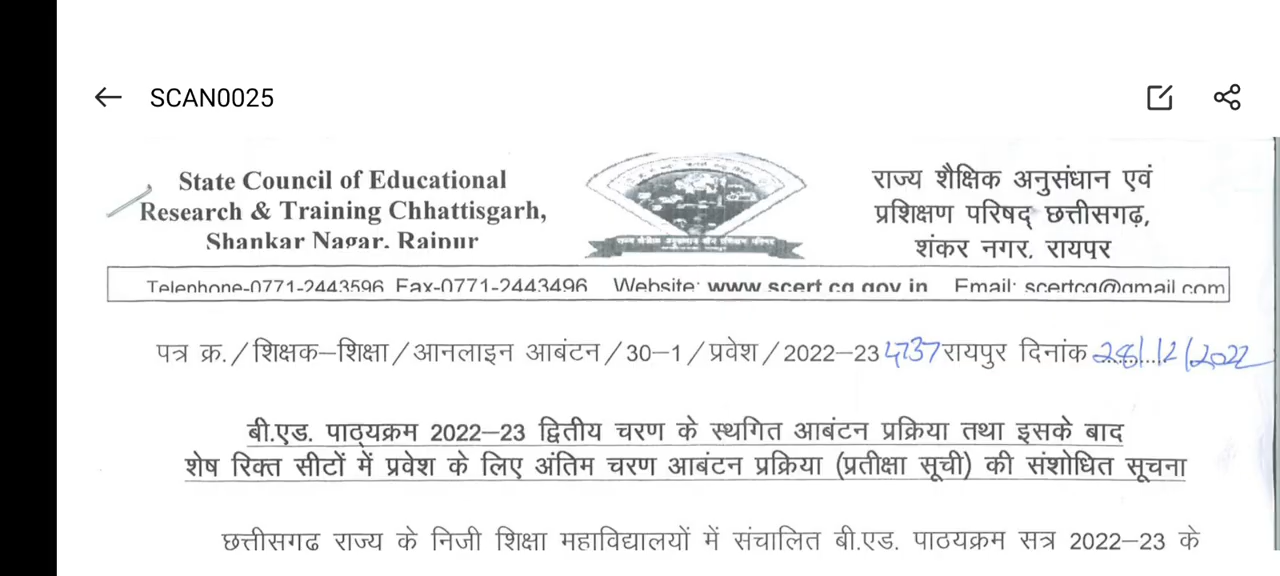 SCAN0025
State Council of Educational
Research & Training Chhattisgarh,
Shankar Nagar, Raipur
राज्य शैक्षिक अनुसंधान एवं
प्रशिक्षण परिषद् छत्तीसगढ़,
शंकर नगर, रायपुर
Telephone-0771-2443596 Fax-0771-2443496 Website: www.scert.cg.gov.in Email: scertcg@gmail.com
पत्र क्र./शिक्षक–शिक्षा/आनलाइन आबंटन/30–1/प्रवेश/2022–23 4737 रायपुर दिनांक 28/12/2022
बी.एड. पाठ्यक्रम 2022–23 द्वितीय चरण के स्थगित आबंटन प्रक्रिया तथा इसके बाद
शेष रिक्त सीटों में प्रवेश के लिए अंतिम चरण आबंटन प्रक्रिया (प्रतीक्षा सूची) की संशोधित सूचना
छत्तीसगढ राज्य के निजी शिक्षा महाविद्यालयों में संचालित बी.एड. पाठयक्रम सत्र 2022–23 के